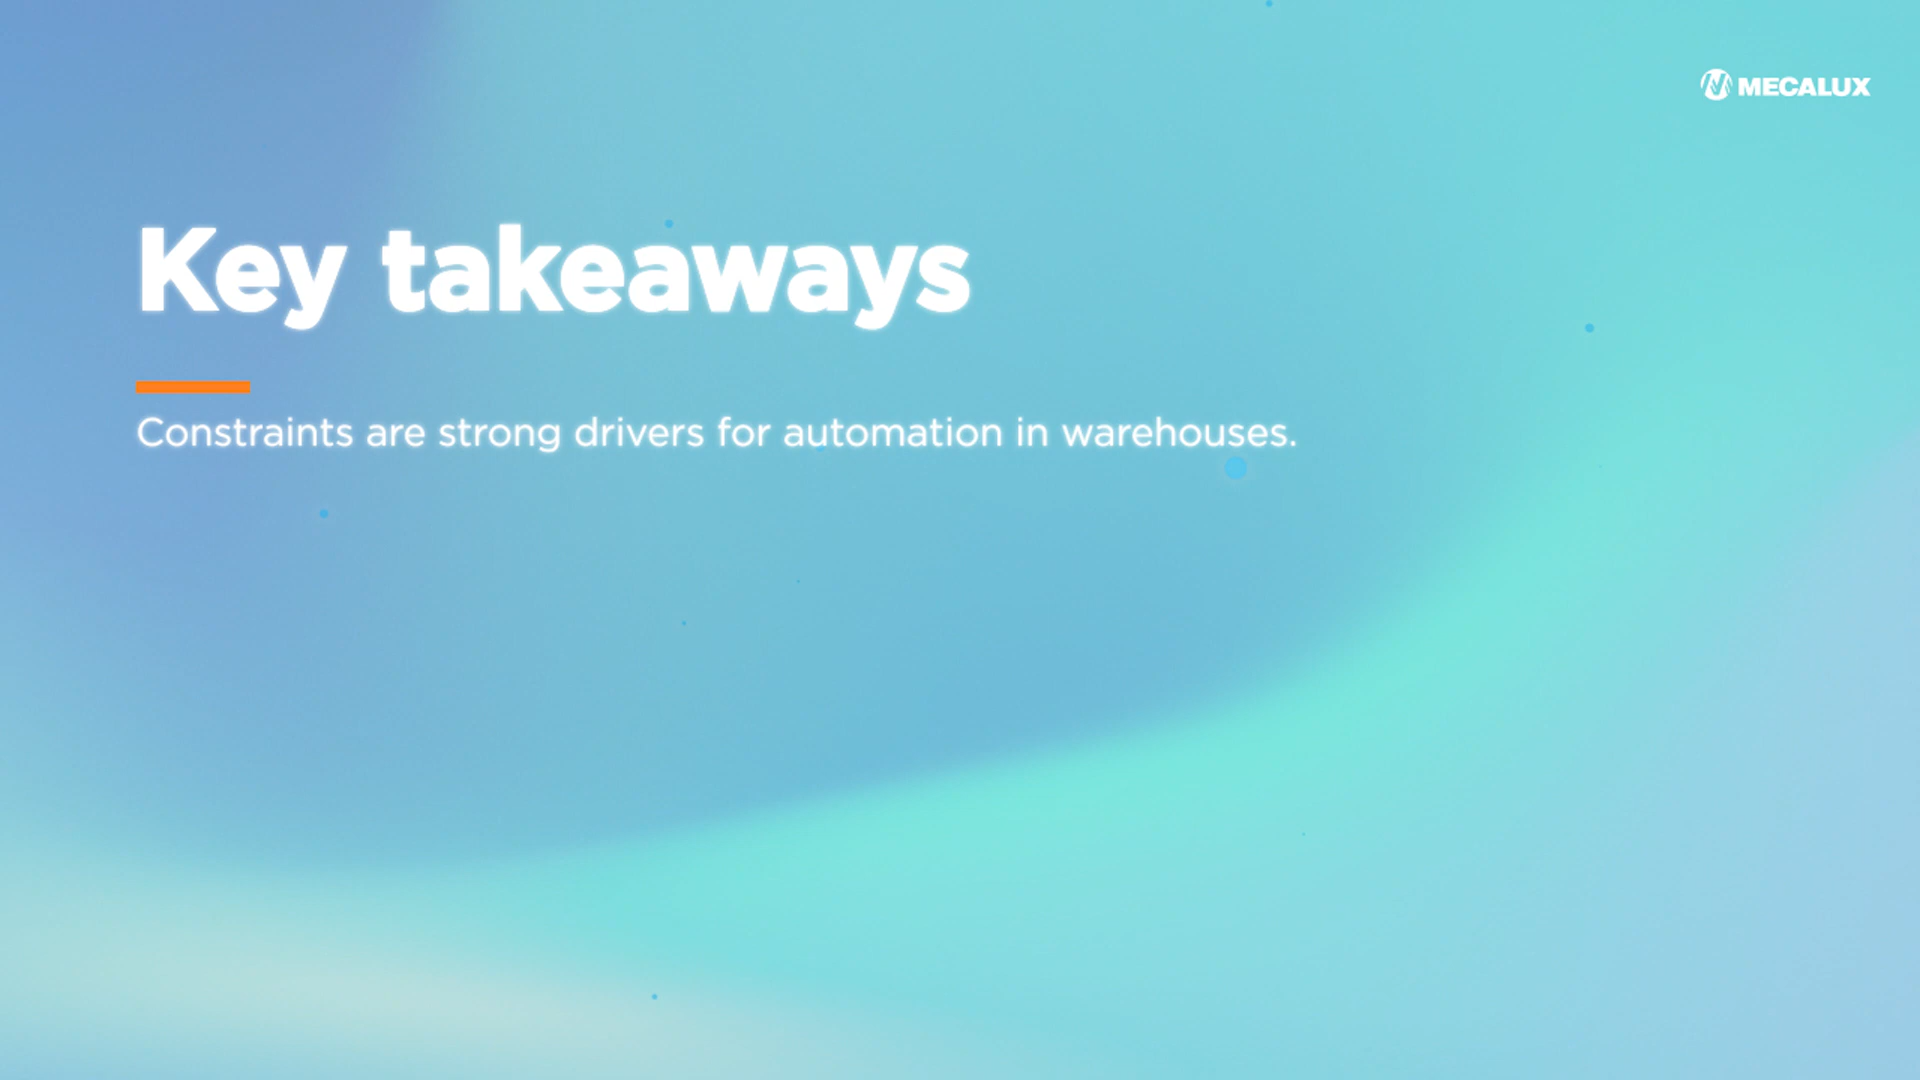 MECALUX
Key takeaways
Constraints are strong drivers for automation in warehouses.